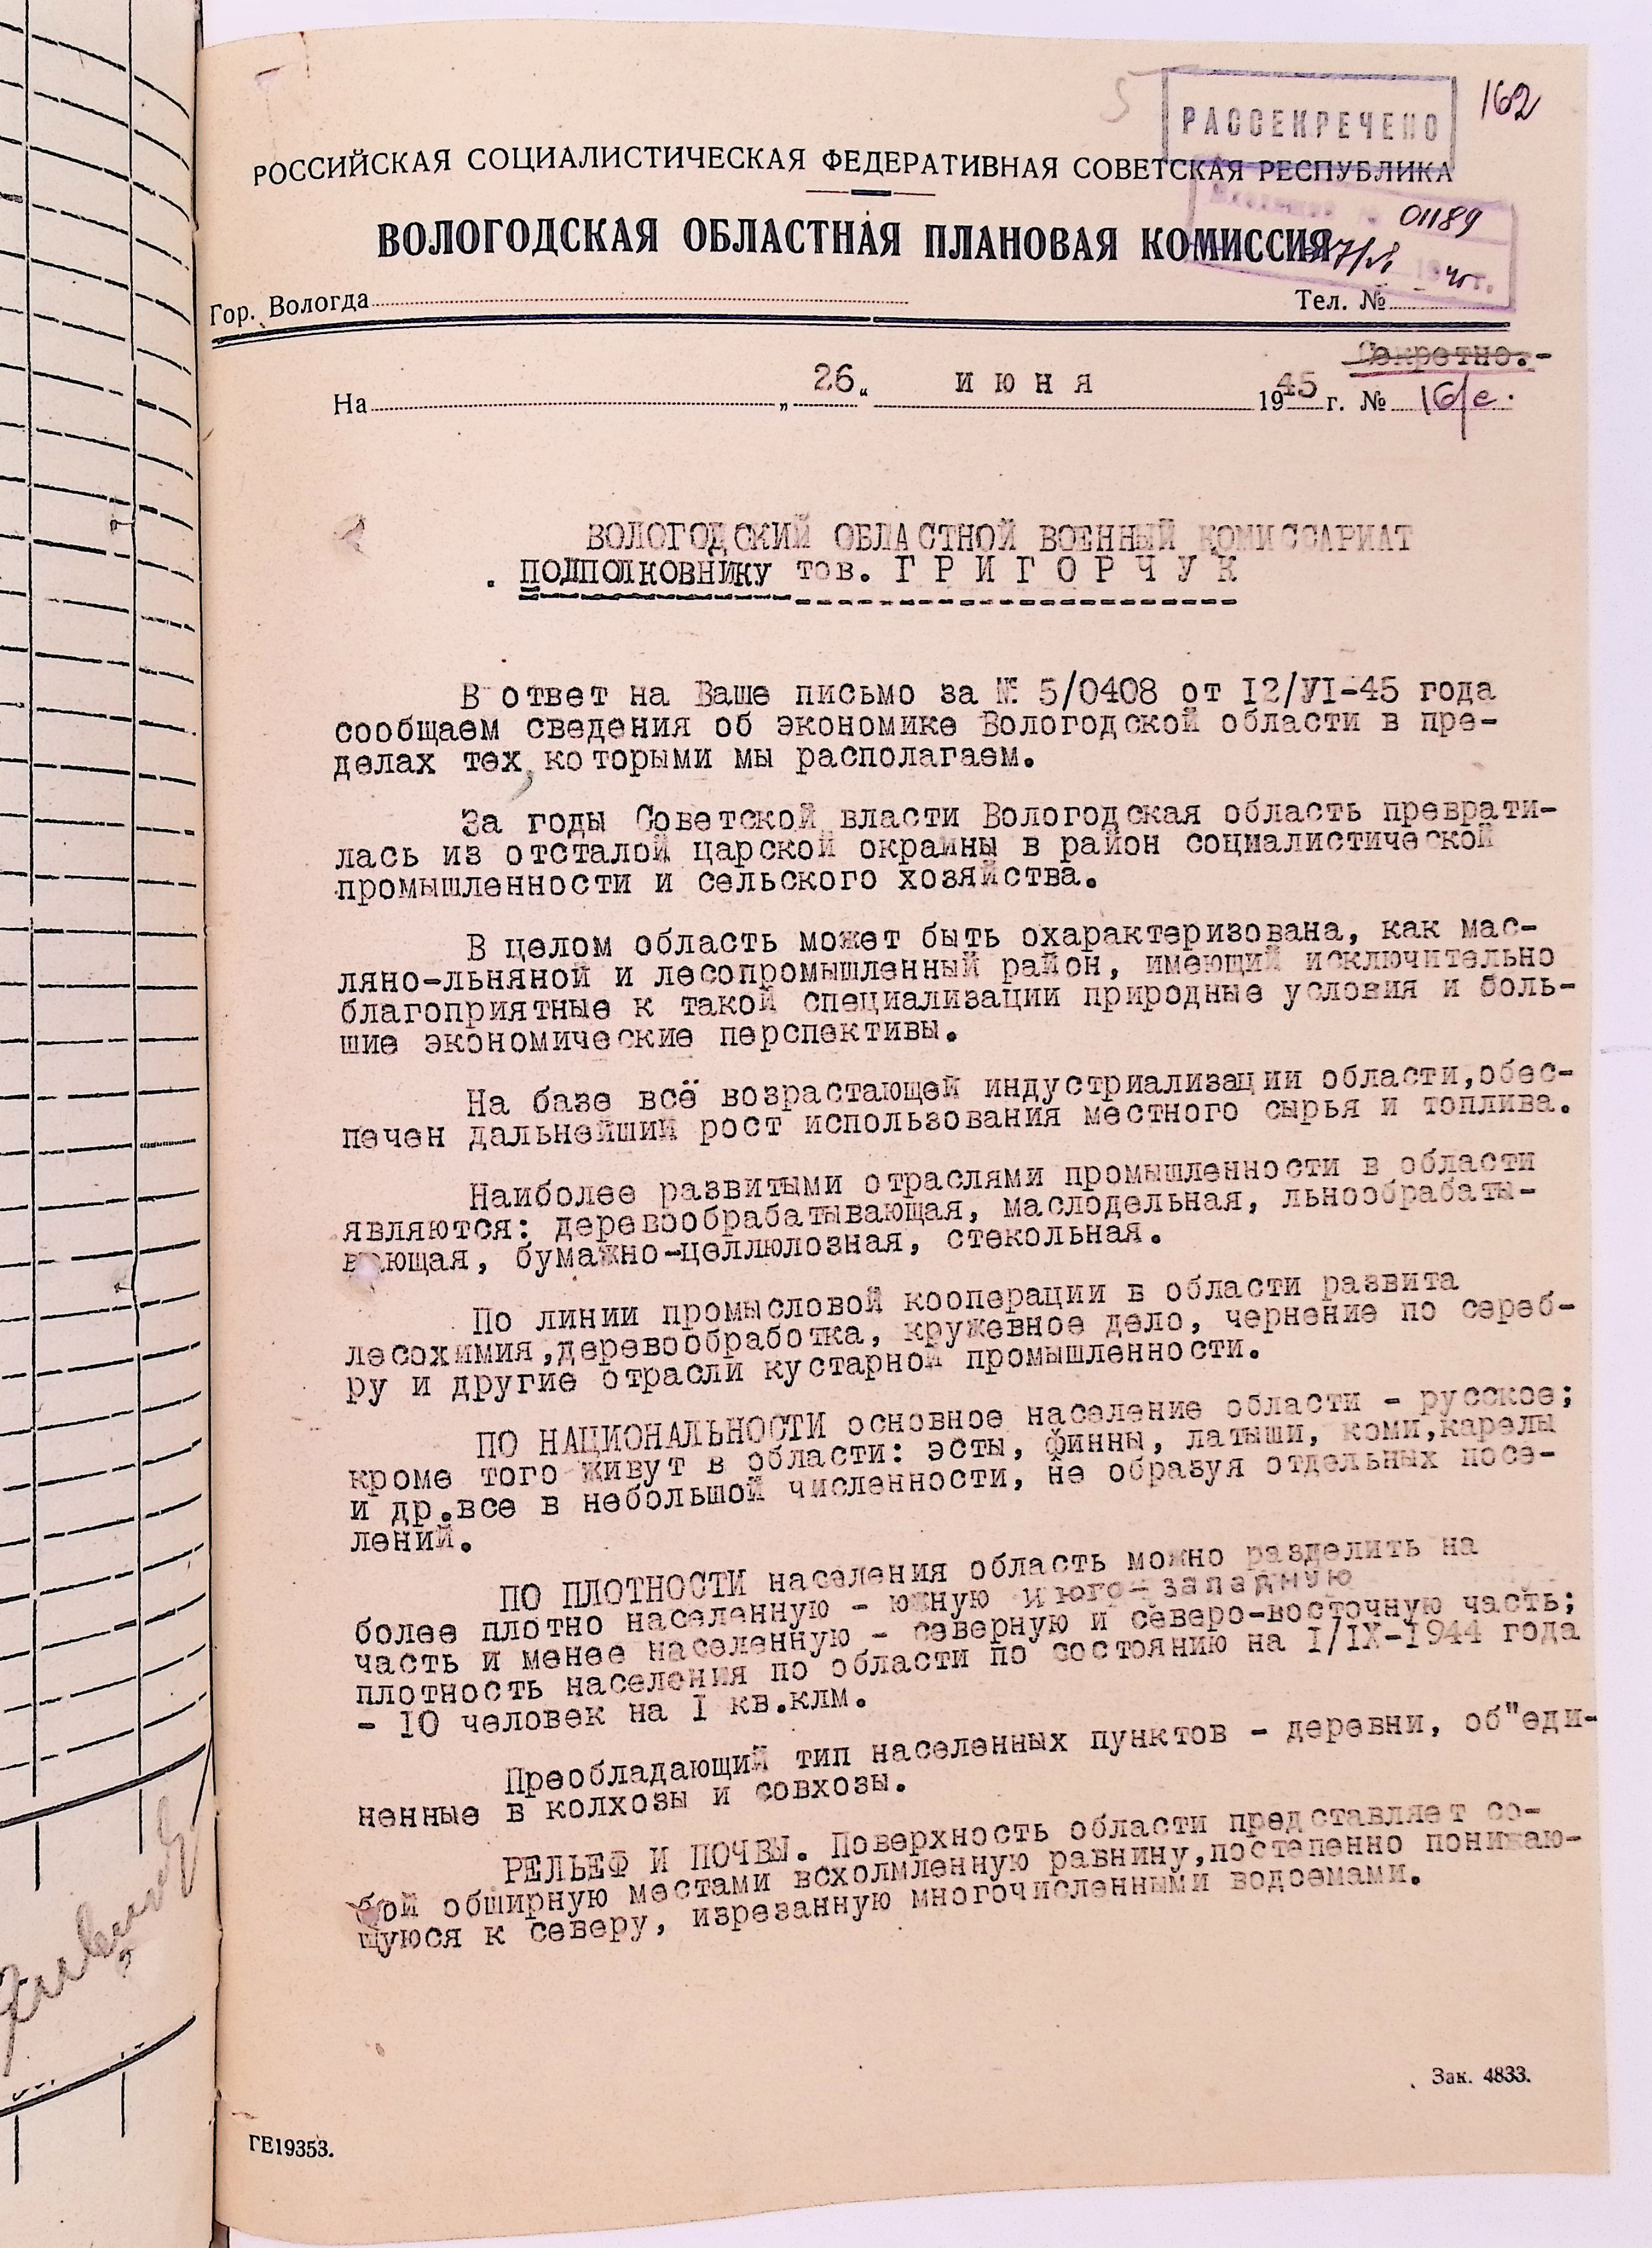 162
РАССЕКРЕЧЕНО
РОССИЙСКАЯ СОЦИАЛИСТИЧЕСКАЯ ФЕДЕРАТИВНАЯ СОВЕТСКАЯ РЕСПУБЛИКА
01189
ВОЛОГОДСКАЯ ОБЛАСТНАЯ ПЛАНОВАЯ КОМИССИЯ
Гор. Вологда Тел. №
Секретно.-
На „26“ июня 1945 г. № 16/с.
ВОЛОГОДСКИЙ ОБЛАСТНОЙ ВОЕННЫЙ КОМИССАРИАТ
ПОДПОЛКОВНИКУ тов. Г Р И Г О Р Ч У К
В ответ на Ваше письмо за № 5/0408 от I2/УI-45 года
сообщаем сведения об экономике Вологодской области в пре-
делах тех, которыми мы располагаем.
За годы Советской власти Вологодская область преврати-
лась из отсталой царской окраины в район социалистической
промышленности и сельского хозяйства.
В целом область может быть охарактеризована, как мас-
ляно-льняной и лесопромышленный район, имеющий исключительно
благоприятные к такой специализации природные условия и боль-
шие экономические перспективы.
На базе всё возрастающей индустриализации области,обес-
печен дальнейший рост использования местного сырья и топлива.
Наиболее развитыми отраслями промышленности в области
являются: деревообрабатывающая, маслодельная, льнообрабаты-
вающая, бумажно-целлюлозная, стекольная.
По линии промысловой кооперации в области развита
лесохимия,деревообработка, кружевное дело, чернение по сереб-
ру и другие отрасли кустарной промышленности.
ПО НАЦИОНАЛЬНОСТИ основное население области - русское;
кроме того живут в области: эсты, финны, латыши, коми,карелы
и др.все в небольшой численности, не образуя отдельных посе-
лений.
ПО ПЛОТНОСТИ населения область можно разделить на
более плотно населенную - южную и юго-западную
часть и менее населенную - северную и северо-восточную часть;
плотность населения по области по состоянию на I/IX-I944 года
- IO человек на I кв.клм.
Преобладающий тип населенных пунктов - деревни, об"еди-
ненные в колхозы и совхозы.
РЕЛЬЕФ И ПОЧВЫ. Поверхность области представляет со-
бой обширную местами всхолмленную равнину,постепенно понижаю-
щуюся к северу, изрезанную многочисленными водоемами.
Зак. 4833.
ГЕ19353.